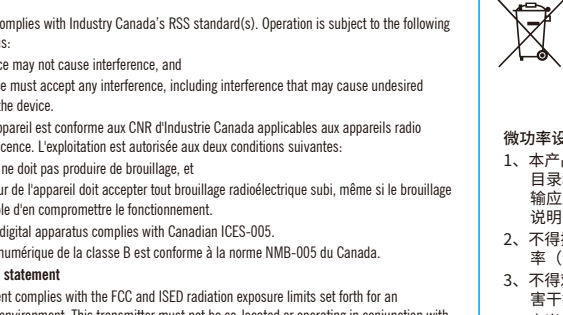 omplies with Industry Canada's RSS standard(s). Operation is subject to the following
us:
ce may not cause interference, and
e must accept any interference, including interference that may cause undesired
the device.
ppareil est conforme aux CNR d'Industrie Canada applicables aux appareils radio
icence. L'exploitation est autorisée aux deux conditions suivantes:
ne doit pas produire de brouillage, et
ur de l'appareil doit accepter tout brouillage radioélectrique subi, même si le brouillage
ble d'en compromettre le fonctionnement.
digital apparatus complies with Canadian ICES-005.
numérique de la classe B est conforme à la norme NMB-005 du Canada.
statement
ent complies with the FCC and ISED radiation exposure limits set forth for an
environment. This transmitter must not be co-located or operating in conjunction with
微功率设
1、本产品
目录
输应
说明
2、不得
率（
3、不得
害干